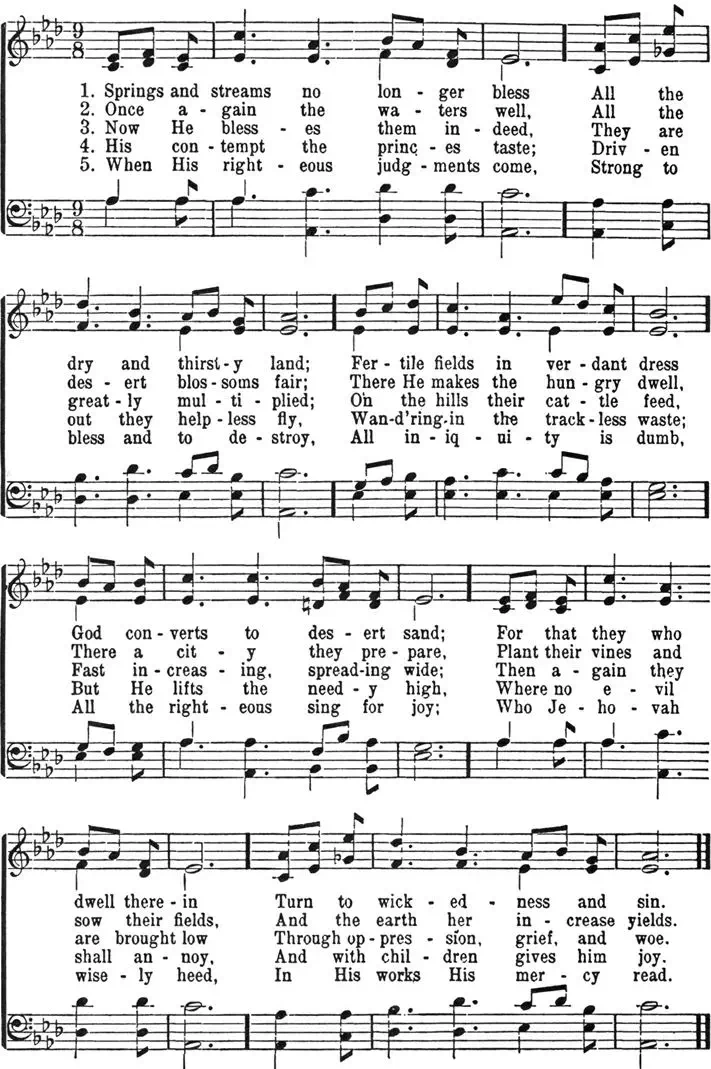 9
8
1. Springs and streams no lon - ger bless All the
2. Once a - gain the wa - ters well, All the
3. Now He bless - es them in - deed, They are
4. His con - tempt the princ - es taste; Driv - en
5. When His right - eous judg - ments come, Strong to
9
8
dry and thirst - y land; Fer - tile fields in ver - dant dress
des - ert blos - soms fair; There He makes the hun - gry dwell,
great - ly mul - ti - plied; On the hills their cat - tle feed,
out they help - less fly, Wan-d'ring in the track - less waste;
bless and to de - stroy, All in - iq - ui - ty is dumb,
God con - verts to des - ert sand; For that they who
There a cit - y they pre - pare, Plant their vines and
Fast in - creas - ing, spread-ing wide; Then a - gain they
But He lifts the need - y high, Where no e - vil
All the right - eous sing for joy; Who Je - ho - vah
dwell there - in Turn to wick - ed - ness and sin.
sow their fields, And the earth her in - crease yields.
are brought low Through op - pres - sion, grief, and woe.
shall an - noy, And with chil - dren gives him joy.
wise - ly heed, In His works His mer - cy read.